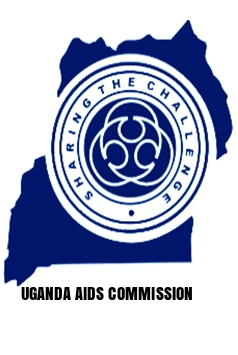 SHARING THE CHALLENGE
UGANDA AIDS COMMISSION